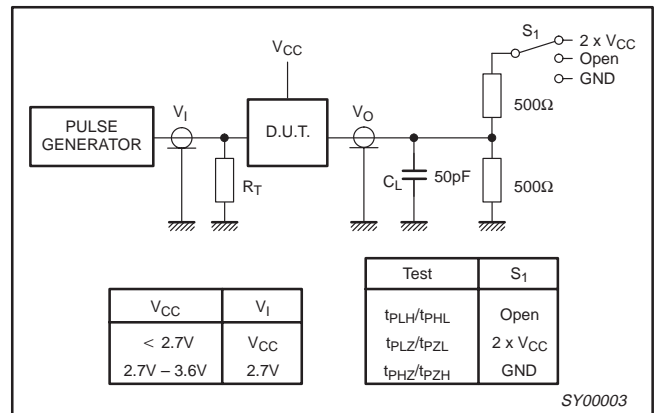 S1
2 x VCC
Open
GND
VCC
500Ω
VI
VO
PULSE
GENERATOR
D.U.T.
RT
CL
50pF
500Ω
VCC VI
< 2.7V VCC
2.7V – 3.6V 2.7V
Test S1
tPLH/tPHL Open
tPLZ/tPZL 2 x VCC
tPHZ/tPZH GND
SY00003